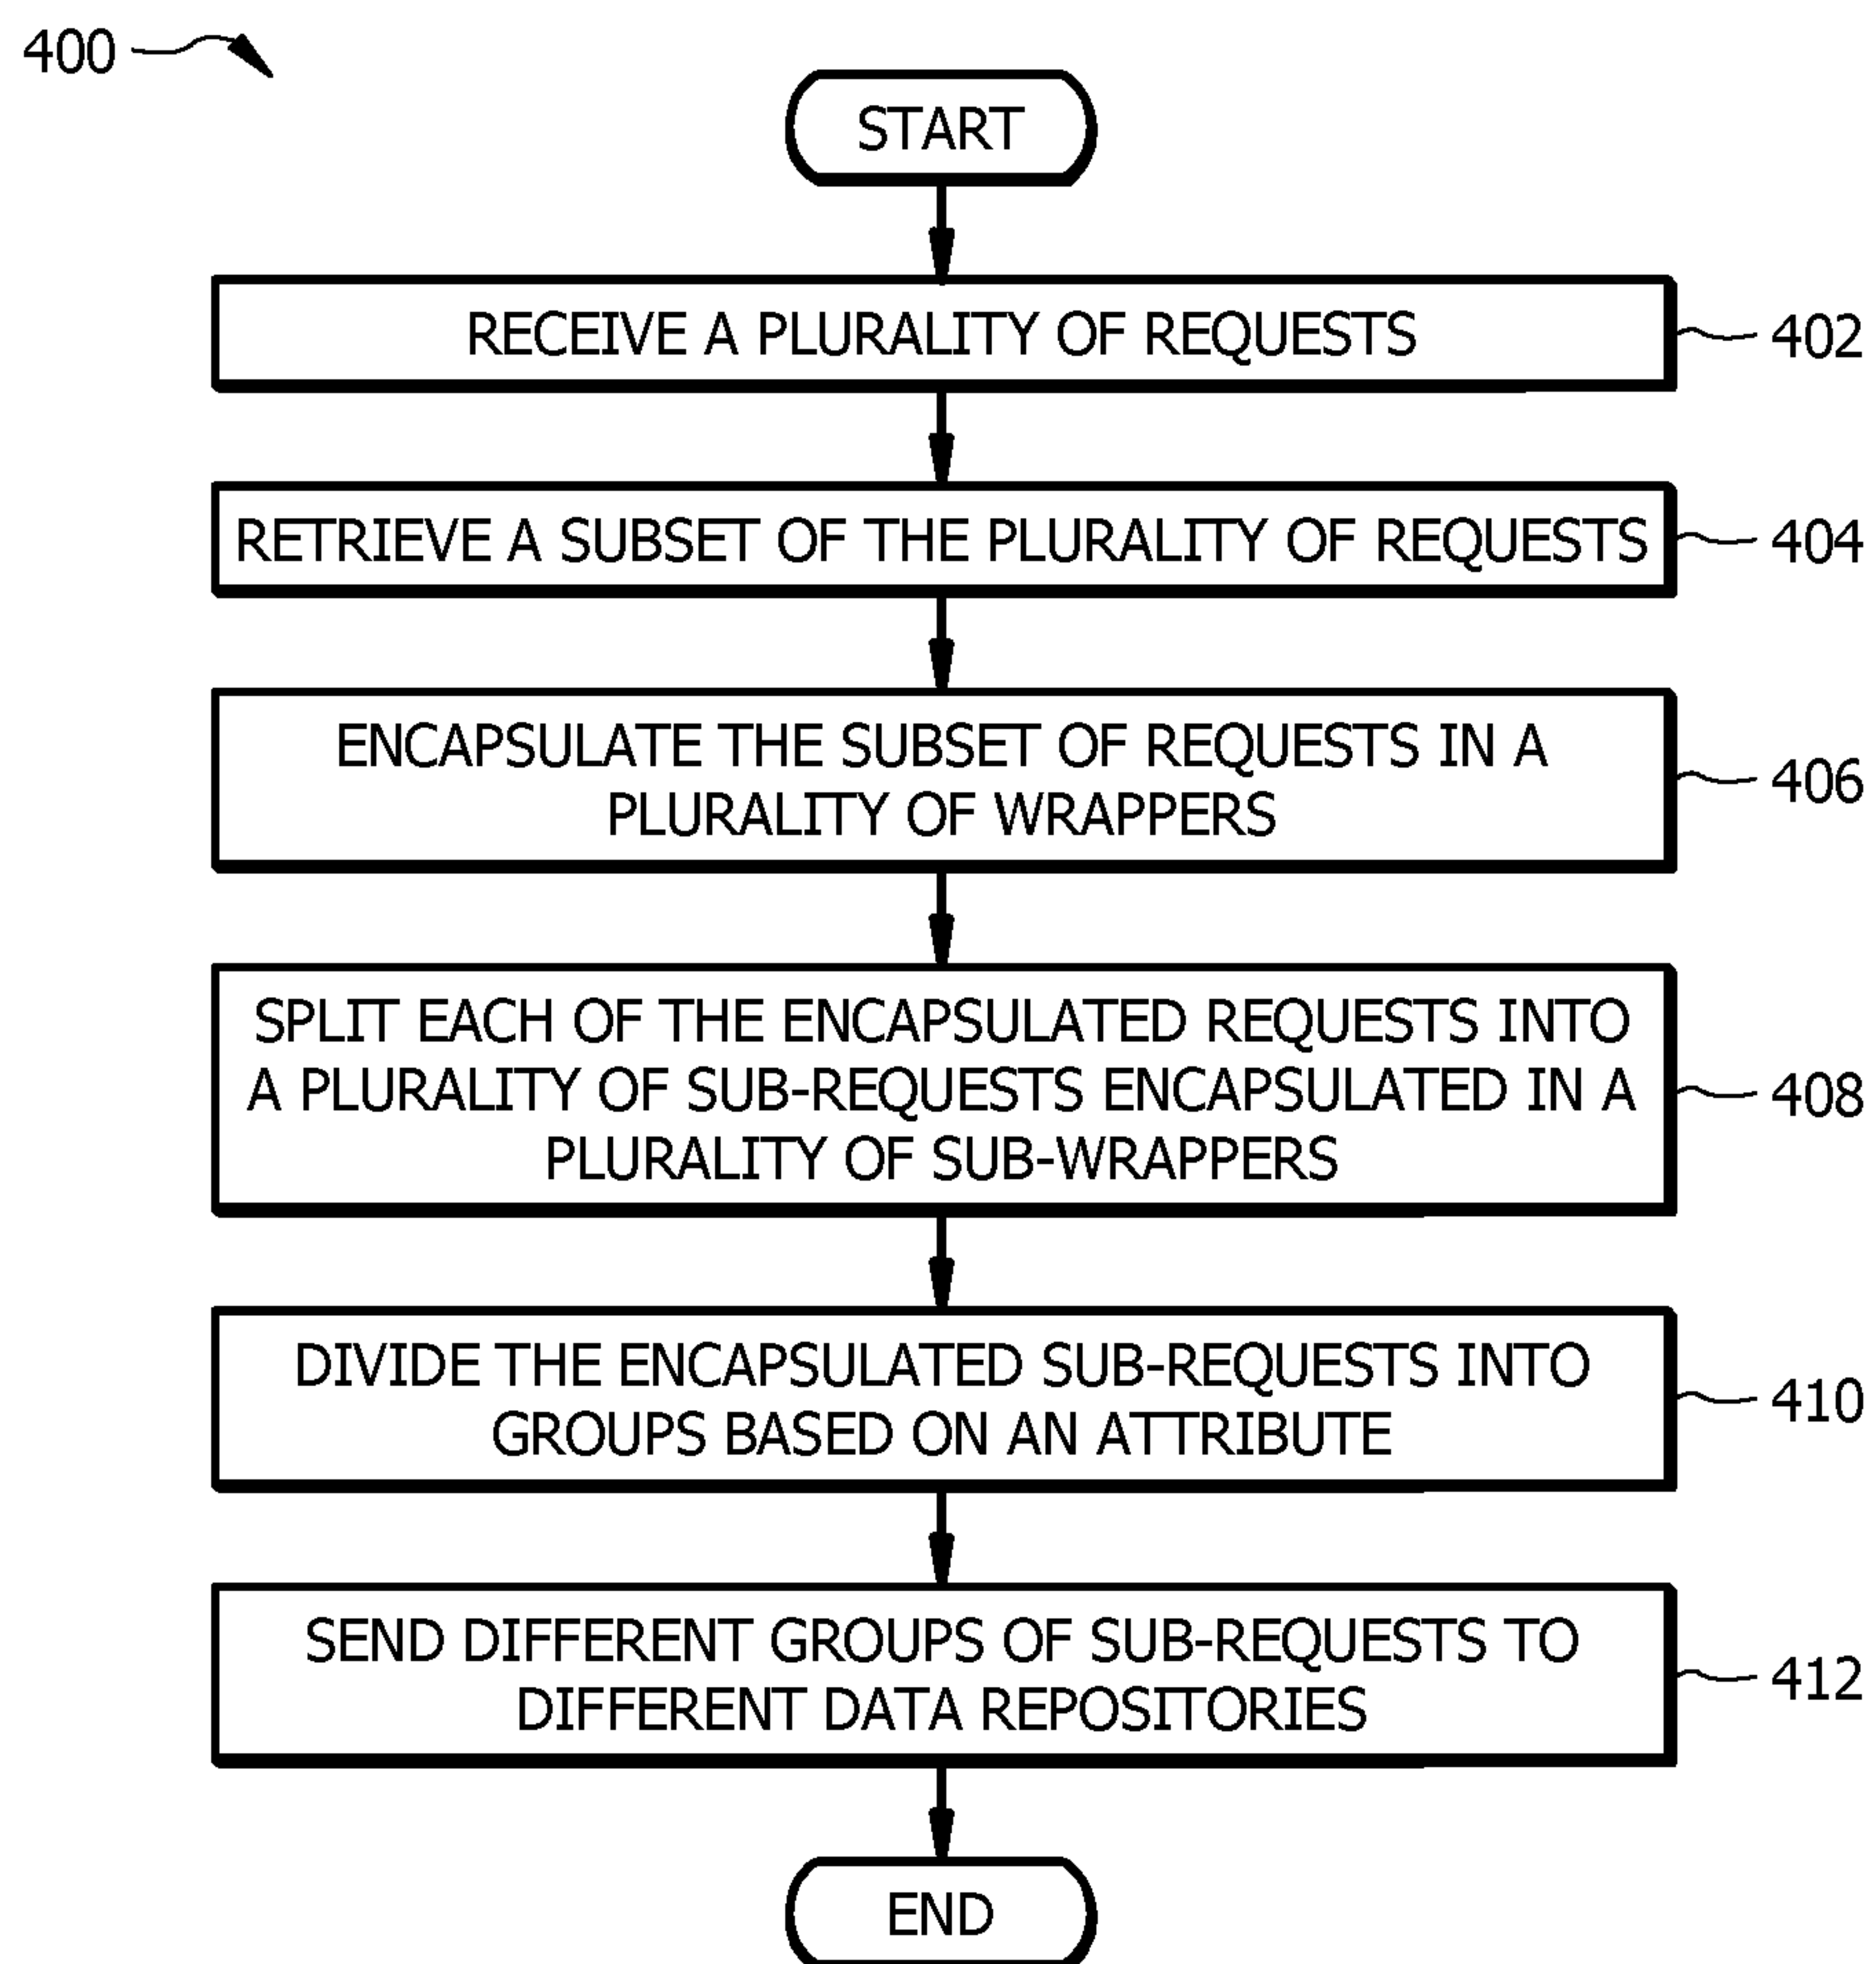 400
START
RECEIVE A PLURALITY OF REQUESTS
402
RETRIEVE A SUBSET OF THE PLURALITY OF REQUESTS
404
ENCAPSULATE THE SUBSET OF REQUESTS IN A
PLURALITY OF WRAPPERS
406
SPLIT EACH OF THE ENCAPSULATED REQUESTS INTO
A PLURALITY OF SUB-REQUESTS ENCAPSULATED IN A
PLURALITY OF SUB-WRAPPERS
408
DIVIDE THE ENCAPSULATED SUB-REQUESTS INTO
GROUPS BASED ON AN ATTRIBUTE
410
SEND DIFFERENT GROUPS OF SUB-REQUESTS TO
DIFFERENT DATA REPOSITORIES
412
END